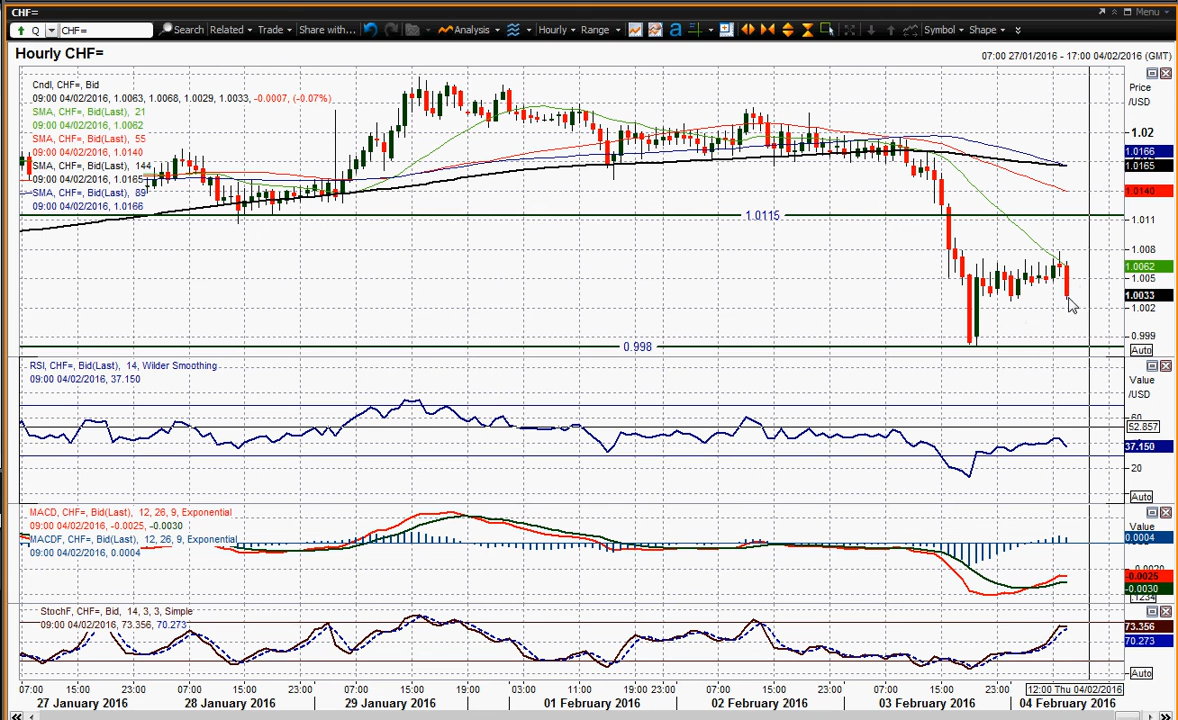 CHF=
Menu
Q CHF= Search Related Trade Share with... Analysis Hourly Range a Symbol Shape
Hourly CHF=
07:00 27/01/2016 - 17:00 04/02/2016 (GMT)
Cndl, CHF=, Bid
09:00 04/02/2016, 1.0063, 1.0068, 1.0029, 1.0033, -0.0007, (-0.07%)
SMA, CHF=, Bid(Last), 21
09:00 04/02/2016, 1.0062
SMA, CHF=, Bid(Last), 55
09:00 04/02/2016, 1.0140
SMA, CHF=, Bid(Last), 144
09:00 04/02/2016, 1.0165
SMA, CHF=, Bid(Last), 89
09:00 04/02/2016, 1.0166
Price
/USD
1.02
1.0166
1.0165
1.0140
1.0115
1.011
1.008
1.0062
1.005
1.0033
1.002
0.999
0.998
Auto
RSI, CHF=, Bid(Last), 14, Wilder Smoothing
09:00 04/02/2016, 37.150
Value
/USD
60
52.857
37.150
20
Auto
MACD, CHF=, Bid(Last), 12, 26, 9, Exponential
09:00 04/02/2016, -0.0025, -0.0030
MACDF, CHF=, Bid(Last), 12, 26, 9, Exponential
09:00 04/02/2016, 0.0004
Value
0.0004
-0.0025
-0.0030
StochF, CHF=, Bid, 14, 3, 3, Simple
09:00 04/02/2016, 73.356, 70.273
73.356
70.273
Auto
07:00 15:00 23:00 07:00 15:00 23:00 07:00 15:00 19:00 03:00 11:00 19:00 23:00 07:00 15:00 23:00 07:00 15:00 23:00 12:00 Thu 04/02/2016
27 January 2016 28 January 2016 29 January 2016 01 February 2016 02 February 2016 03 February 2016 04 February 2016